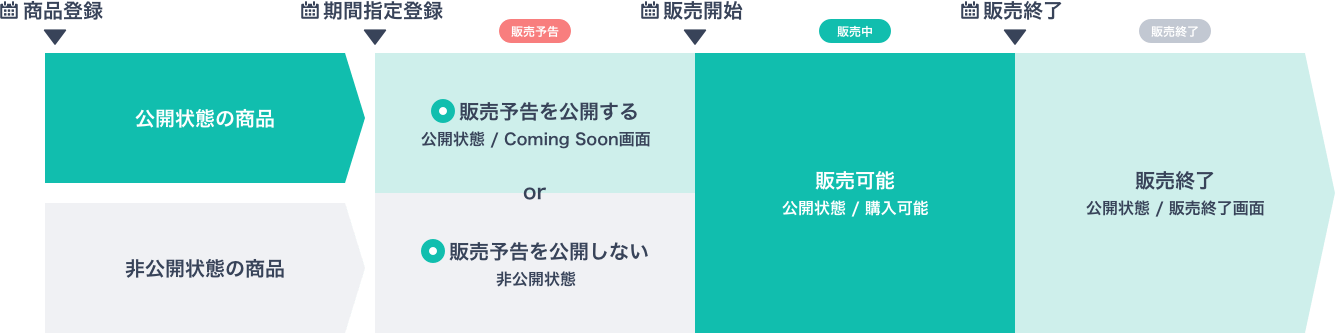 商品登録
期間指定登録
販売開始
販売終了
販売予告
販売中
販売終了
公開状態の商品
非公開状態の商品
販売予告を公開する
公開状態 / Coming Soon画面
or
販売予告を公開しない
非公開状態
販売可能
公開状態 / 購入可能
販売終了
公開状態 / 販売終了画面